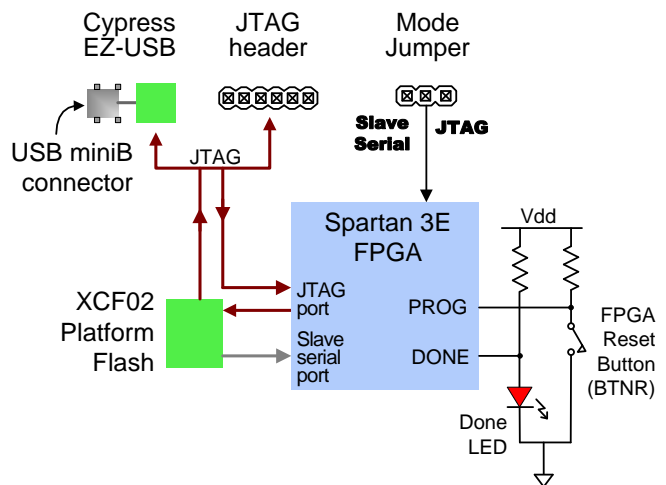 Cypress
EZ-USB
JTAG
header
Mode
Jumper
Slave
Serial
JTAG
USB miniB
connector
JTAG
Vdd
Spartan 3E
FPGA
JTAG
port
PROG
XCF02
Platform
Flash
Slave
serial
port
DONE
FPGA
Reset
Button
(BTNR)
Done
LED